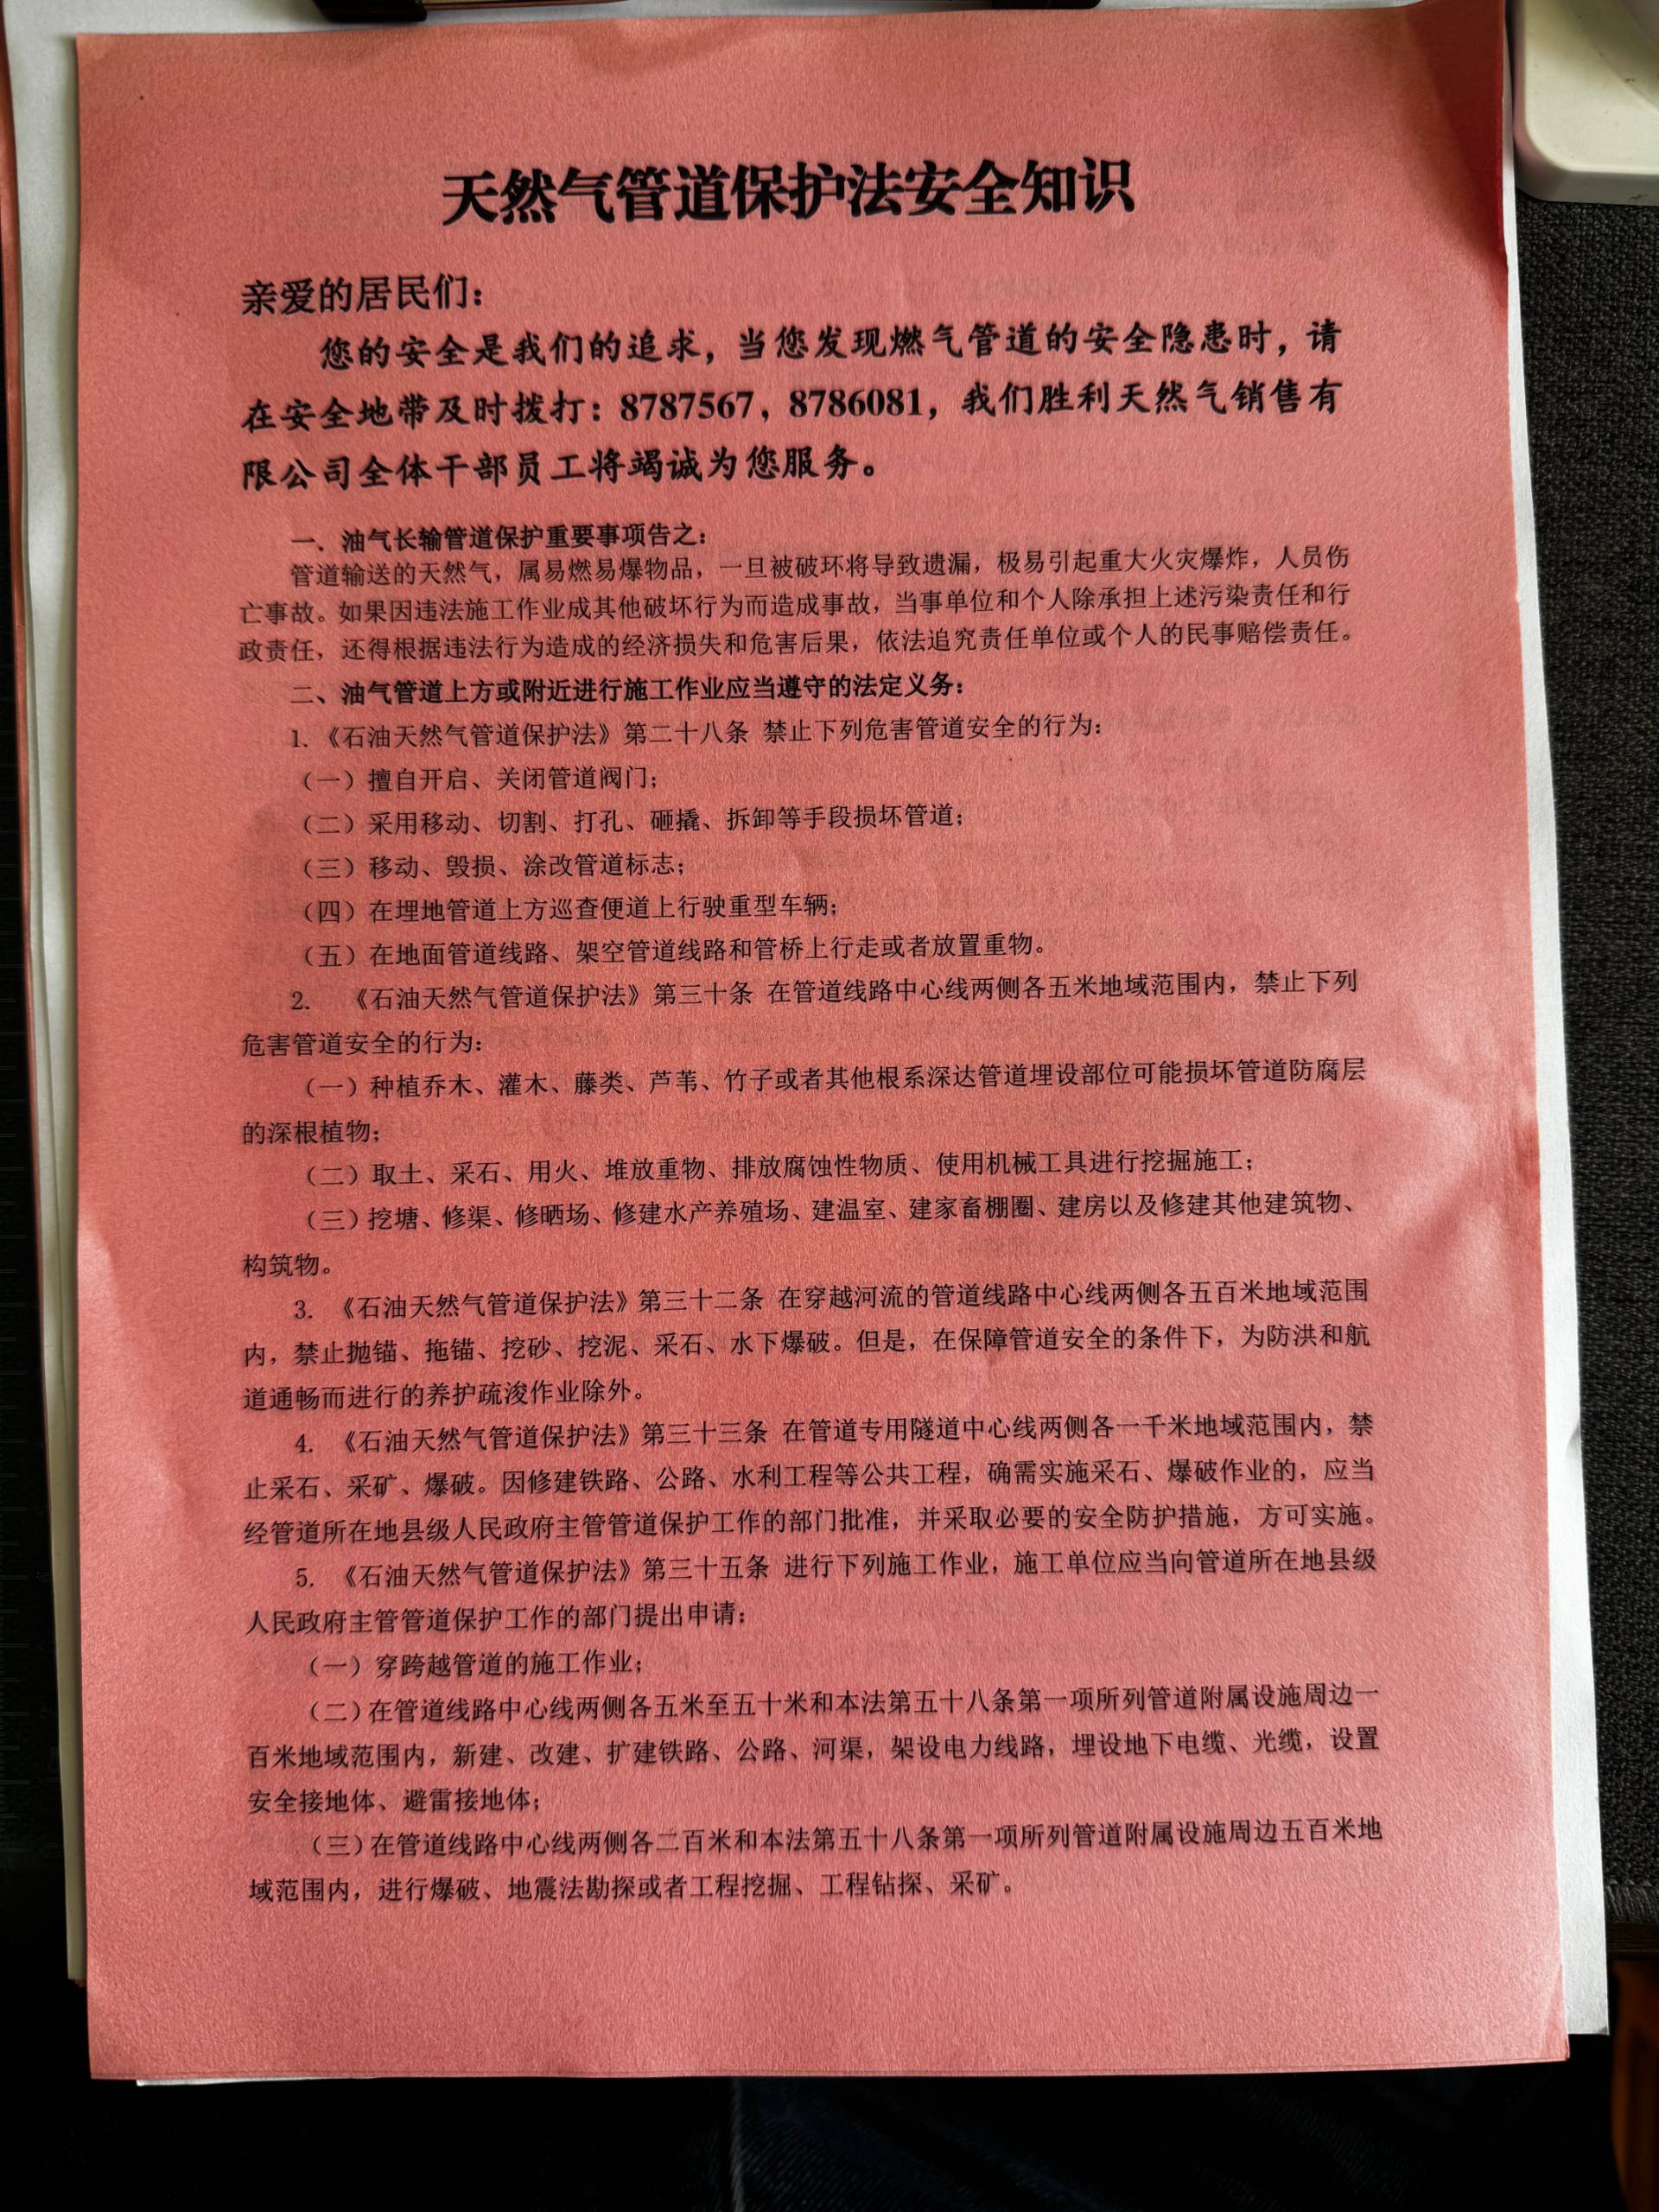 天然气管道保护法安全知识
亲爱的居民们：
您的安全是我们的追求，当您发现燃气管道的安全隐患时，请
在安全地带及时拨打：8787567，8786081，我们胜利天然气销售有
限公司全体干部员工将竭诚为您服务。
一、油气长输管道保护重要事项告之：
管道输送的天然气，属易燃易爆物品，一旦被破环将导致遗漏，极易引起重大火灾爆炸，人员伤
亡事故。如果因违法施工作业成其他破坏行为而造成事故，当事单位和个人除承担上述污染责任和行
政责任，还得根据违法行为造成的经济损失和危害后果，依法追究责任单位或个人的民事赔偿责任。
二、油气管道上方或附近进行施工作业应当遵守的法定义务：
1.《石油天然气管道保护法》第二十八条 禁止下列危害管道安全的行为：
（一）擅自开启、关闭管道阀门；
（二）采用移动、切割、打孔、砸撬、拆卸等手段损坏管道；
（三）移动、毁损、涂改管道标志；
（四）在埋地管道上方巡查便道上行驶重型车辆；
（五）在地面管道线路、架空管道线路和管桥上行走或者放置重物。
2. 《石油天然气管道保护法》第三十条 在管道线路中心线两侧各五米地域范围内，禁止下列
危害管道安全的行为：
（一）种植乔木、灌木、藤类、芦苇、竹子或者其他根系深达管道埋设部位可能损坏管道防腐层
的深根植物；
（二）取土、采石、用火、堆放重物、排放腐蚀性物质、使用机械工具进行挖掘施工；
（三）挖塘、修渠、修晒场、修建水产养殖场、建温室、建家畜棚圈、建房以及修建其他建筑物、
构筑物。
3. 《石油天然气管道保护法》第三十二条 在穿越河流的管道线路中心线两侧各五百米地域范围
内，禁止抛锚、拖锚、挖砂、挖泥、采石、水下爆破。但是，在保障管道安全的条件下，为防洪和航
道通畅而进行的养护疏浚作业除外。
4. 《石油天然气管道保护法》第三十三条 在管道专用隧道中心线两侧各一千米地域范围内，禁
止采石、采矿、爆破。因修建铁路、公路、水利工程等公共工程，确需实施采石、爆破作业的，应当
经管道所在地县级人民政府主管管道保护工作的部门批准，并采取必要的安全防护措施，方可实施。
5. 《石油天然气管道保护法》第三十五条 进行下列施工作业，施工单位应当向管道所在地县级
人民政府主管管道保护工作的部门提出申请：
（一）穿跨越管道的施工作业；
（二）在管道线路中心线两侧各五米至五十米和本法第五十八条第一项所列管道附属设施周边一
百米地域范围内，新建、改建、扩建铁路、公路、河渠，架设电力线路，埋设地下电缆、光缆，设置
安全接地体、避雷接地体；
（三）在管道线路中心线两侧各二百米和本法第五十八条第一项所列管道附属设施周边五百米地
域范围内，进行爆破、地震法勘探或者工程挖掘、工程钻探、采矿。